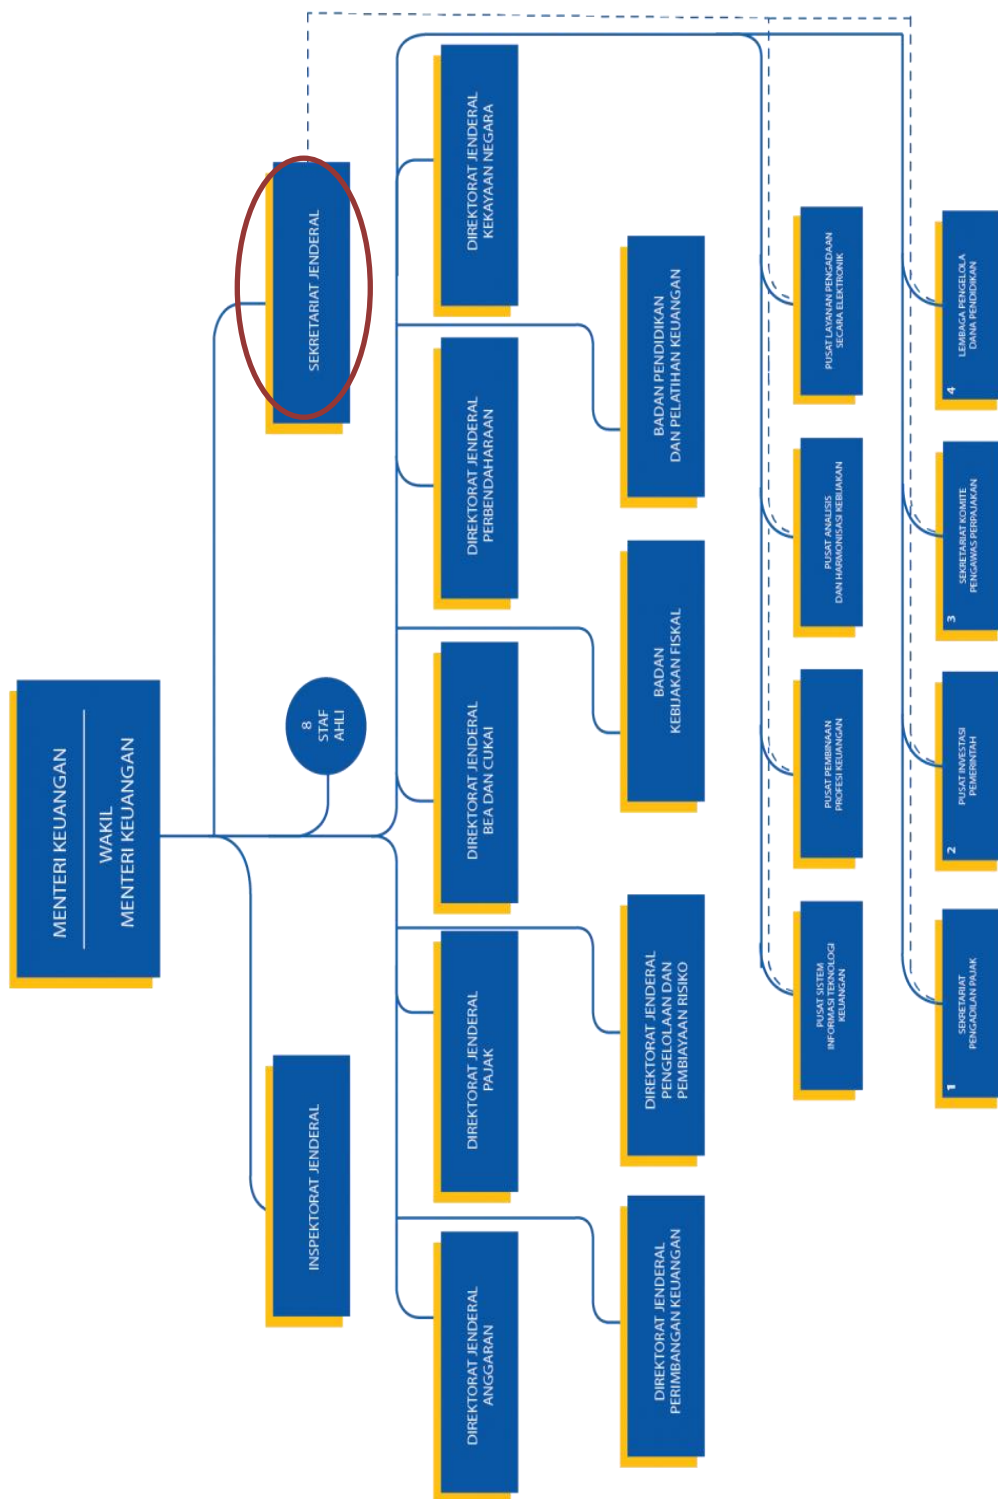 MENTERI KEUANGAN
WAKIL
MENTERI KEUANGAN
INSPEKTORAT JENDERAL
8
STAF
AHLI
SEKRETARIAT JENDERAL
DIREKTORAT JENDERAL
ANGGARAN
DIREKTORAT JENDERAL
PAJAK
DIREKTORAT JENDERAL
BEA DAN CUKAI
DIREKTORAT JENDERAL
PERBENDAHARAAN
DIREKTORAT JENDERAL
KEKAYAAN NEGARA
DIREKTORAT JENDERAL
PERIMBANGAN KEUANGAN
DIREKTORAT JENDERAL
PENGELOLAAN DAN
PEMBIAYAAN RISIKO
BADAN
KEBIJAKAN FISKAL
BADAN PENDIDIKAN
DAN PELATIHAN KEUANGAN
PUSAT SISTEM
INFORMASI TEKNOLOGI
KEUANGAN
PUSAT PEMBINAAN
PROFESI KEUANGAN
PUSAT ANALISIS
DAN HARMONISASI KEBIJAKAN
PUSAT LAYANAN PENGADAAN
SECARA ELEKTRONIK
1
SEKRETARIAT
PENGADILAN PAJAK
2
PUSAT INVESTASI
PEMERINTAH
3
SEKRETARIAT KOMITE
PENGAWAS PERPAJAKAN
4
LEMBAGA PENGELOLA
DANA PENDIDIKAN